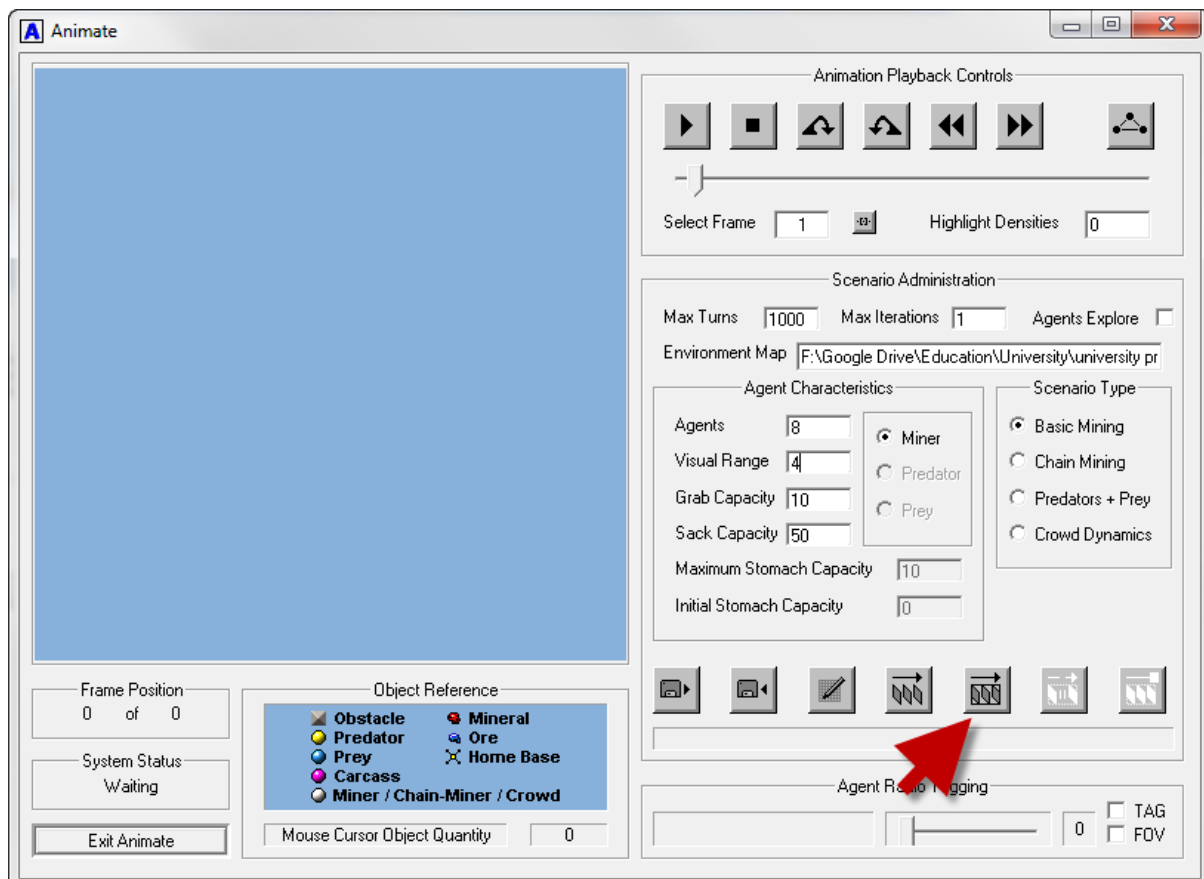 Animate
Animation Playback Controls
Select Frame 1 Highlight Densities 0
Scenario Administration
Max Turns 1000 Max Iterations 1 Agents Explore
Environment Map F:\Google Drive\Education\University\university pr
Agent Characteristics
Agents 8
Visual Range 4
Grab Capacity 10
Sack Capacity 50
Miner
Predator
Prey
Maximum Stomach Capacity 10
Initial Stomach Capacity 0
Scenario Type
Basic Mining
Chain Mining
Predators + Prey
Crowd Dynamics
Frame Position
0 of 0
System Status
Waiting
Exit Animate
Object Reference
Obstacle Mineral
Predator Ore
Prey Home Base
Carcass
Miner / Chain-Miner / Crowd
Mouse Cursor Object Quantity 0
Agent Tagging
0
TAG
FOV